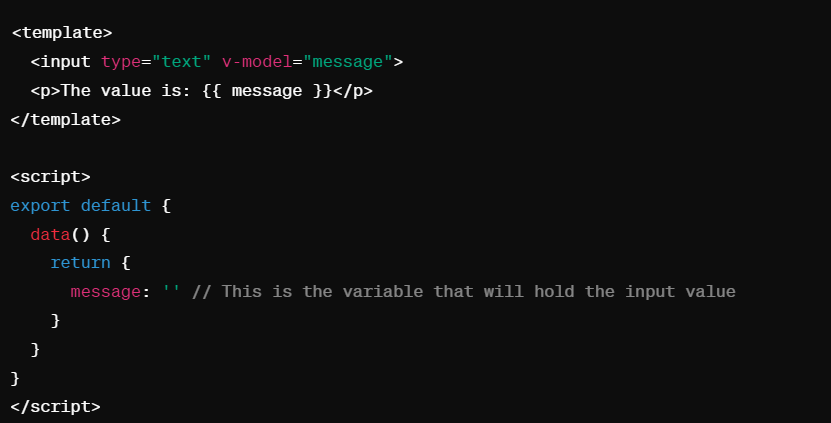 <template>
  <input type="text" v-model="message">
  <p>The value is: {{ message }}</p>
</template>

<script>
export default {
  data() {
    return {
      message: '' // This is the variable that will hold the input value
    }
  }
}
</script>